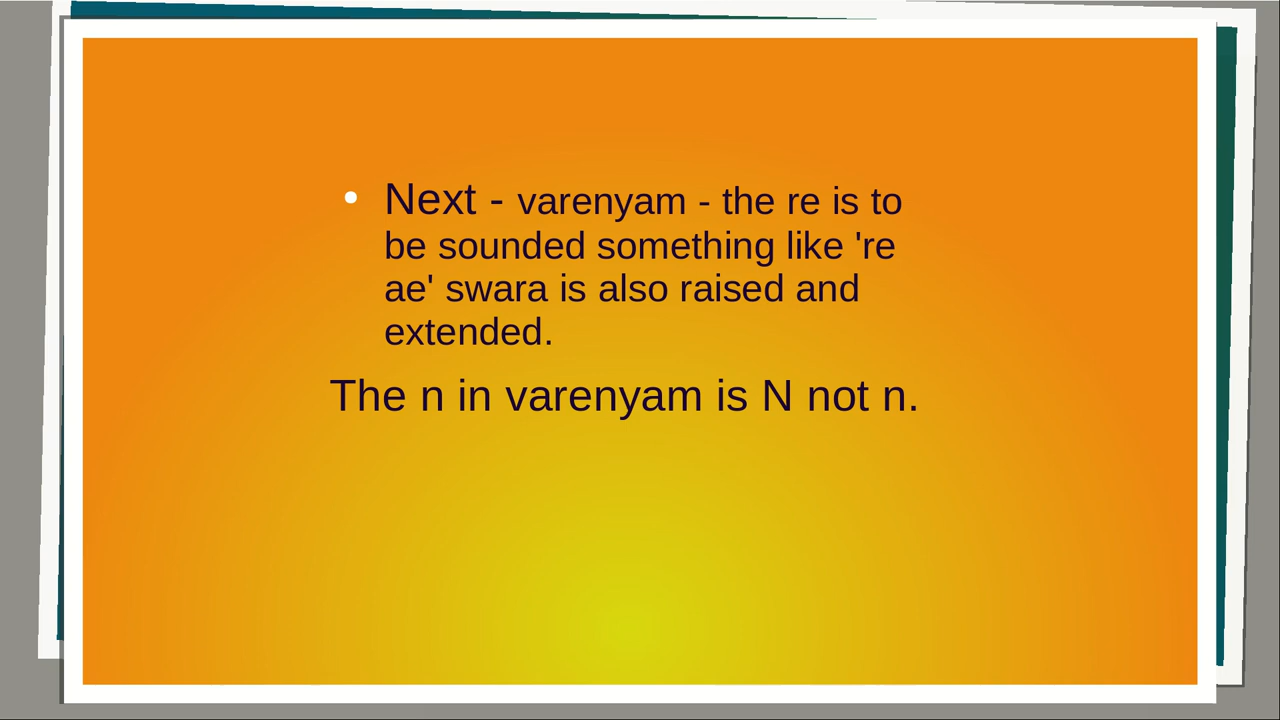 Next - varenyam - the re is to
be sounded something like 're
ae' swara is also raised and
extended.
The n in varenyam is N not n.